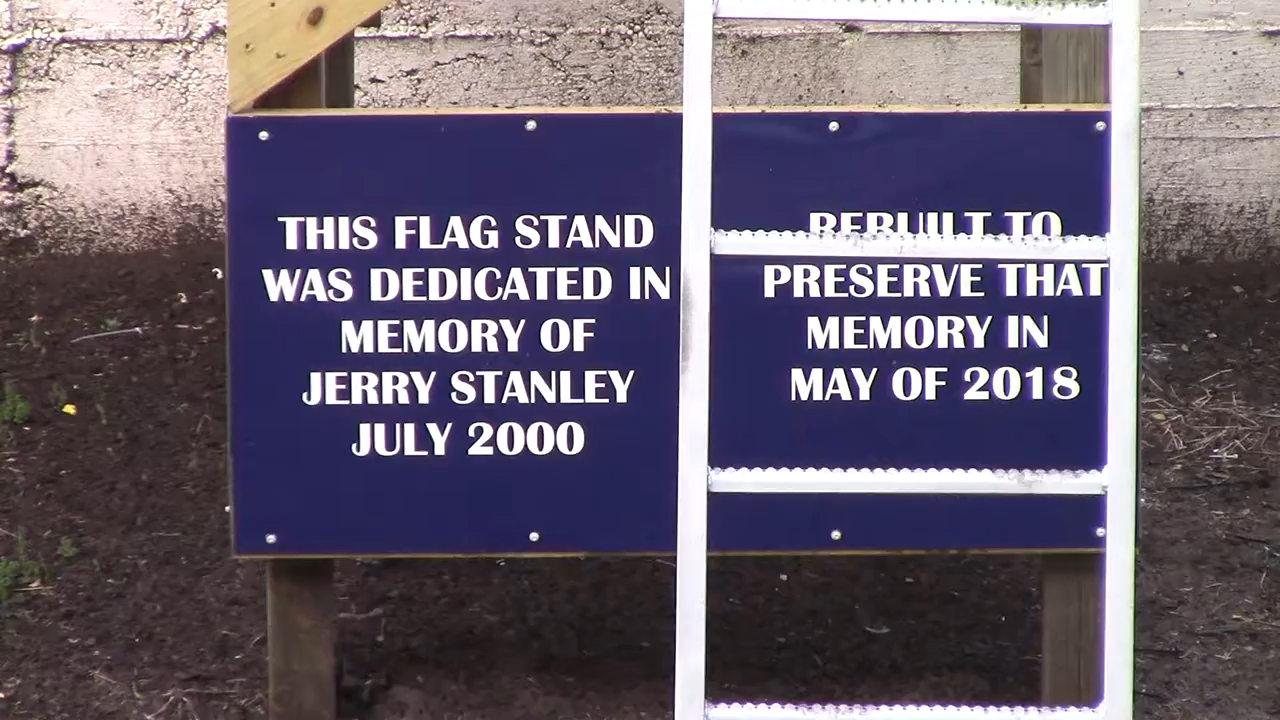 THIS FLAG STAND
WAS DEDICATED IN
MEMORY OF
JERRY STANLEY
JULY 2000
REBUILT TO
PRESERVE THAT
MEMORY IN
MAY OF 2018